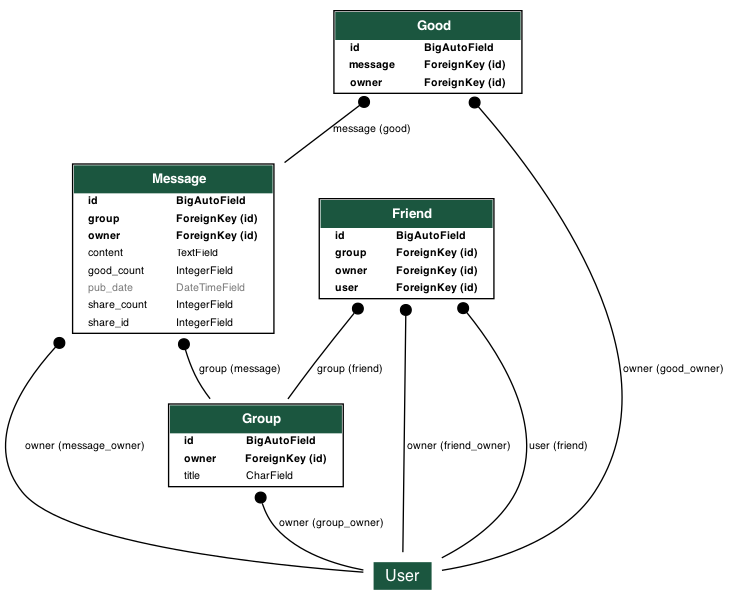 Good
id BigAutoField
message ForeignKey (id)
owner ForeignKey (id)
message (good)
Message
id BigAutoField
group ForeignKey (id)
owner ForeignKey (id)
content TextField
good_count IntegerField
pub_date DateTimeField
share_count IntegerField
share_id IntegerField
Friend
id BigAutoField
group ForeignKey (id)
owner ForeignKey (id)
user ForeignKey (id)
group (message)
group (friend)
owner (good_owner)
Group
id BigAutoField
owner ForeignKey (id)
title CharField
owner (message_owner)
owner (friend_owner)
user (friend)
owner (group_owner)
User